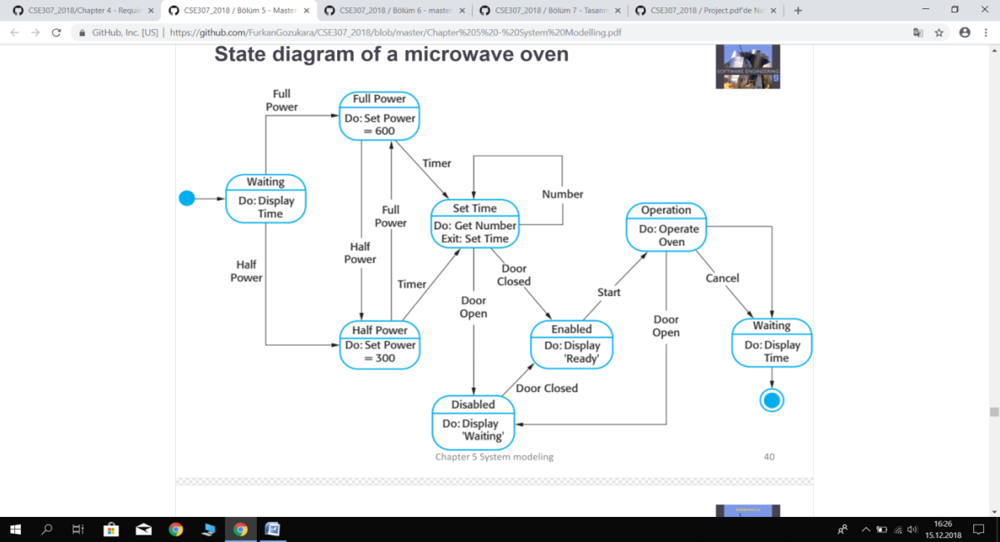 CSE307_2018/Chapter 4 - Requir
CSE307_2018 / Bölüm 5 - Master
CSE307_2018 / Bölüm 6 - master
CSE307_2018 / Bölüm 7 - Tasarım
CSE307_2018 / Project.pdf'de
GitHub, Inc. [US] | https://github.com/FurkanGozukara/CSE307_2018/blob/master/Chapter%205%20-%20System%20Modelling.pdf
State diagram of a microwave oven
SOFTWARE ENGINEERING
9
Full
Power
Full Power
Do: Set Power
= 600
Timer
Waiting
Do: Display
Time
Number
Full
Power
Set Time
Do: Get Number
Exit: Set Time
Operation
Do: Operate
Oven
Half
Power
Half
Power
Timer
Door
Closed
Door
Open
Start
Cancel
Door
Open
Half Power
Do: Set Power
= 300
Enabled
Do: Display
'Ready'
Waiting
Do: Display
Time
Door Closed
Disabled
Do: Display
'Waiting'
Chapter 5 System modeling
40
16:26
15.12.2018